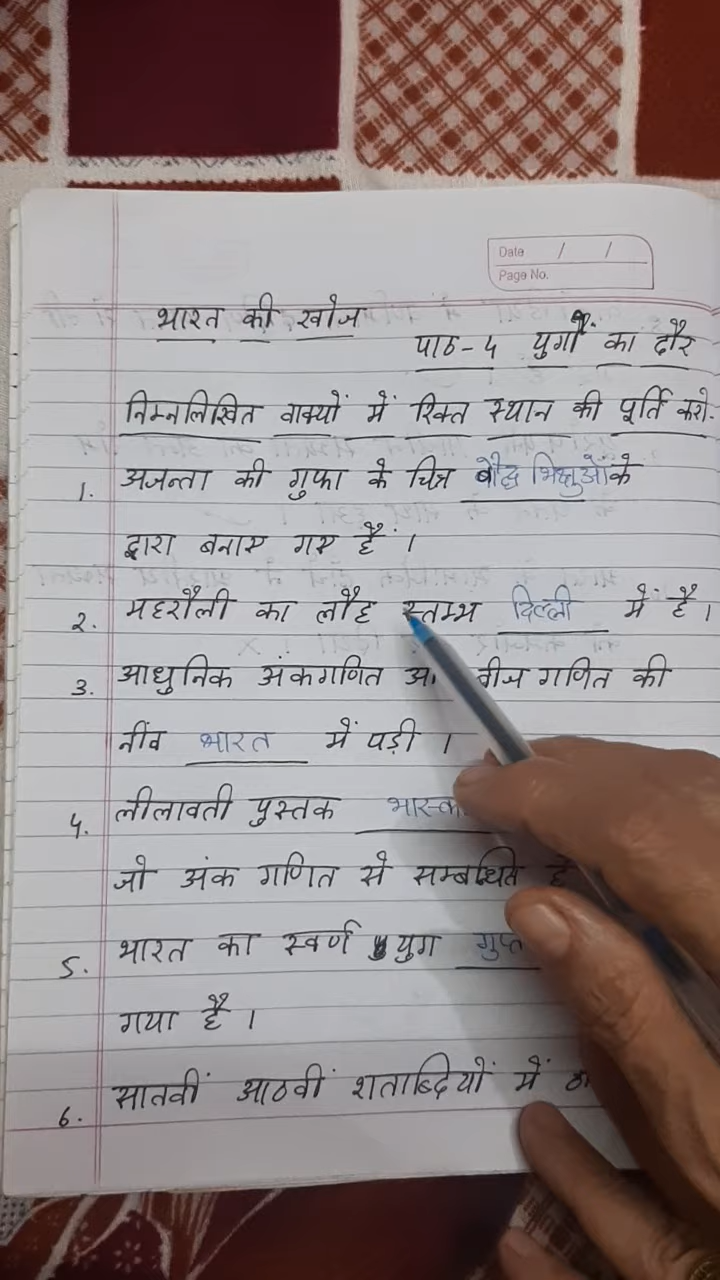 Date / /
Page No.
भारत की खोज
पाठ-4 युगों का दौर
निम्नलिखित वाक्यों में रिक्त स्थान की पूर्ति करो-
1. अजन्ता की गुफा के चित्र बौद्ध भिक्षुओं के
द्वारा बनाए गए हैं।
2. महरौली का लौह स्तम्भ दिल्ली में है।
3. आधुनिक अंकगणित बीज गणित की
नींव भारत में पड़ी।
4. लीलावती पुस्तक
जो अंक गणित से सम्बन्धित
5. भारत का स्वर्ण युग गुप्त
गया है।
6. सातवीं आठवीं शताब्दियों में